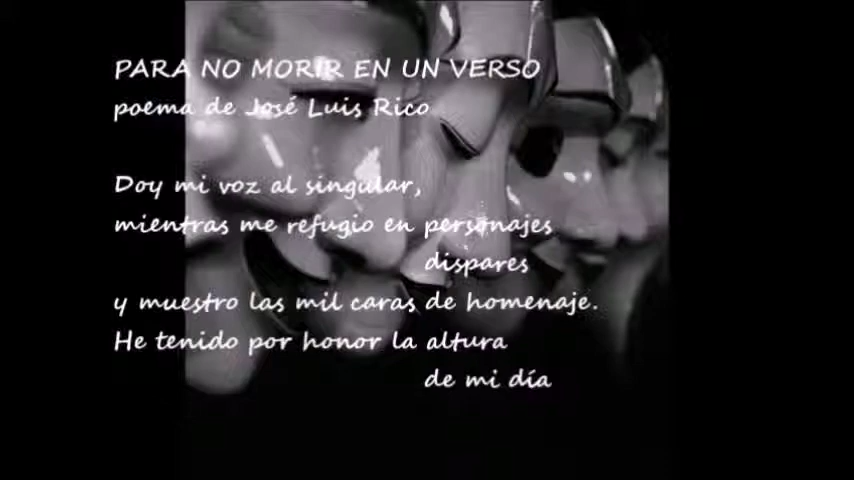 PARA NO MORIR EN UN VERSO
poema de José Luis Rico
Doy mi voz al singular,
mientras me refugio en personajes
dispares
y muestro las mil caras de homenaje.
He tenido por honor la altura
de mi día